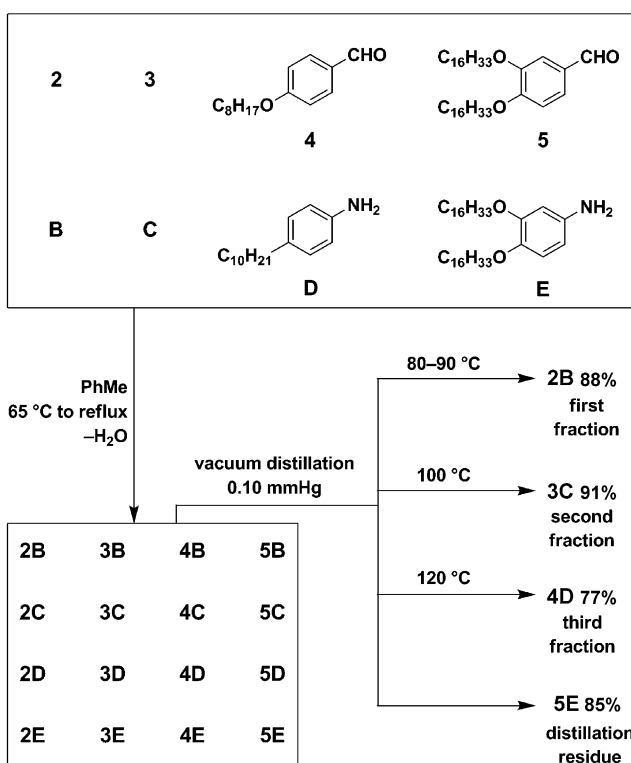 2 3
CHO
C8H17O
4
C16H33O CHO
C16H33O
5
B C
NH2
C10H21
D
C16H33O NH2
C16H33O
E
PhMe
65 °C to reflux
–H2O
vacuum distillation
0.10 mmHg
80–90 °C
2B 88%
first
fraction
100 °C
3C 91%
second
fraction
120 °C
4D 77%
third
fraction
5E 85%
distillation
residue
2B 3B 4B 5B
2C 3C 4C 5C
2D 3D 4D 5D
2E 3E 4E 5E